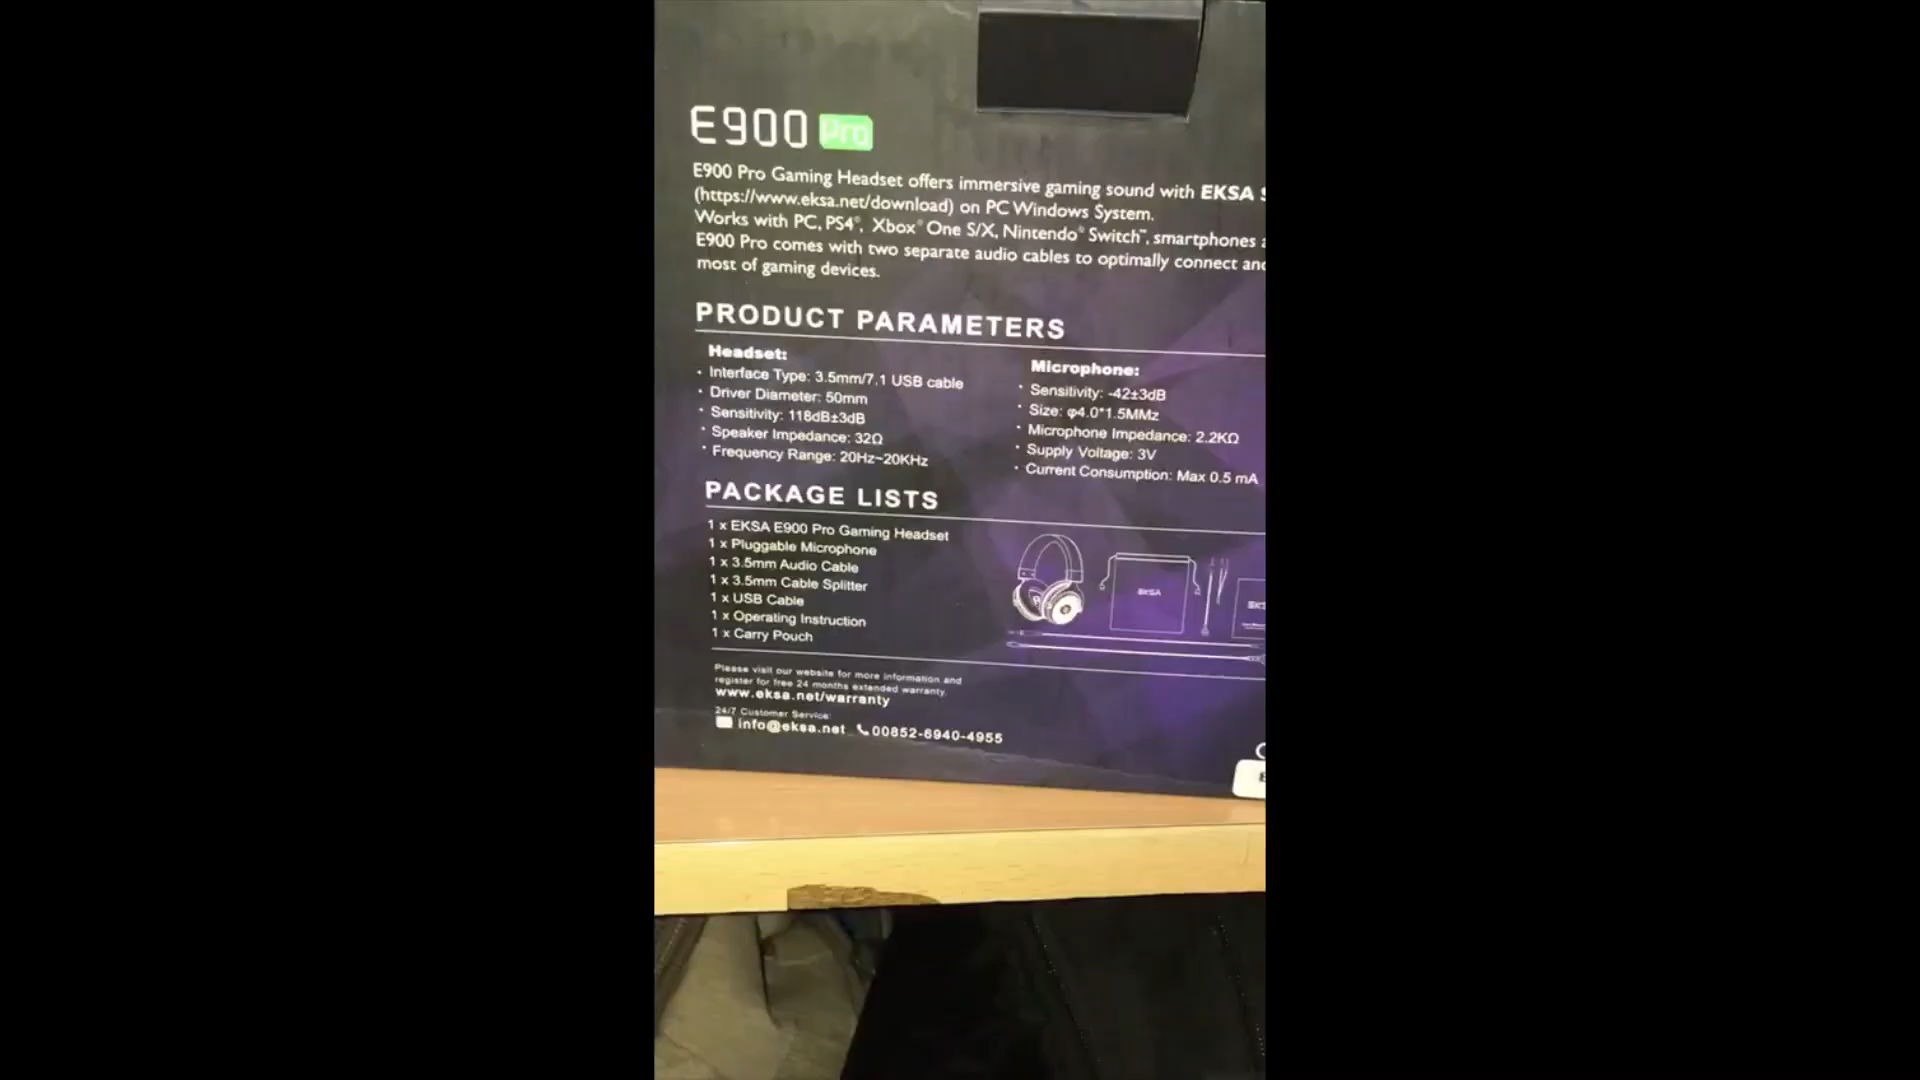 E900 Pro
E900 Pro Gaming Headset offers immersive gaming sound with EKSA
(https://www.eksa.net/download) on PC Windows System.
Works with PC, PS4®, Xbox® One S/X, Nintendo® Switch™, smartphones
E900 Pro comes with two separate audio cables to optimally connect and
most of gaming devices.
PRODUCT PARAMETERS
Headset:
• Interface Type: 3.5mm/7.1 USB cable
• Driver Diameter: 50mm
• Sensitivity: 118dB±3dB
• Speaker Impedance: 32Ω
• Frequency Range: 20Hz~20KHz
Microphone:
• Sensitivity: -42±3dB
• Size: φ4.0*1.5MMz
• Microphone Impedance: 2.2KΩ
• Supply Voltage: 3V
• Current Consumption: Max 0.5 mA
PACKAGE LISTS
1 x EKSA E900 Pro Gaming Headset
1 x Pluggable Microphone
1 x 3.5mm Audio Cable
1 x 3.5mm Cable Splitter
1 x USB Cable
1 x Operating Instruction
1 x Carry Pouch
EKSA
Please visit our website for more information and
register for free 24 months extended warranty.
www.eksa.net/warranty
24/7 Customer Service:
info@eksa.net 00852-6940-4955